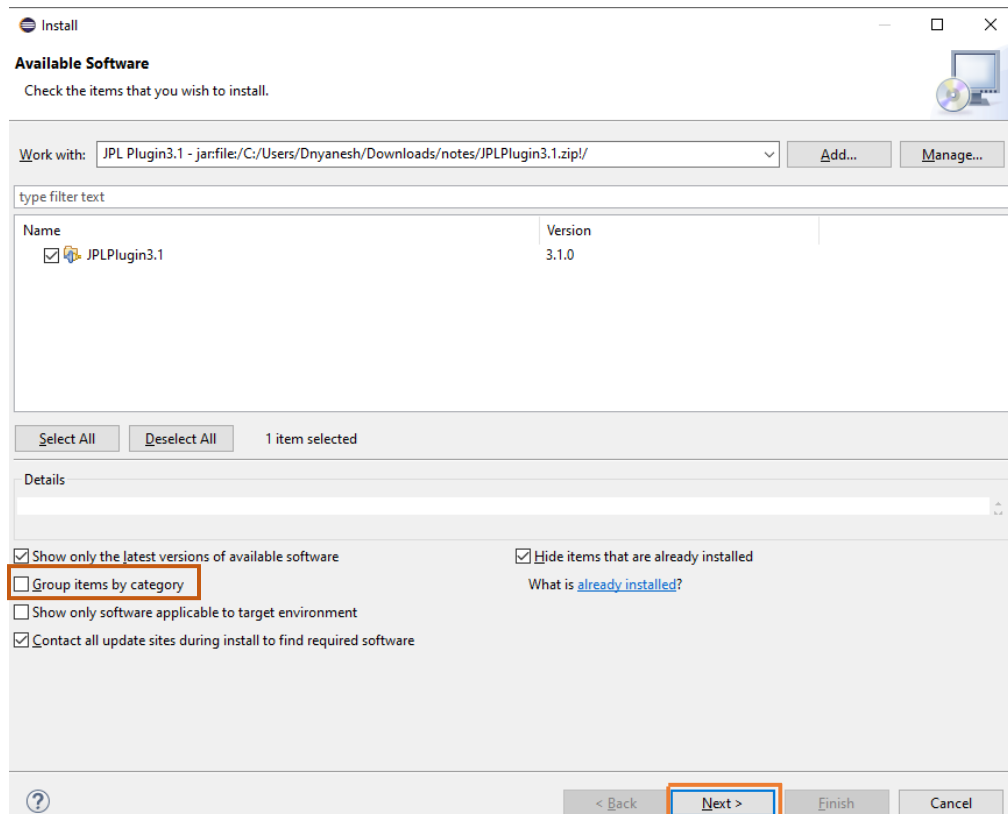 Install
Available Software
Check the items that you wish to install.
Work with: JPL Plugin3.1 - jar:file:/C:/Users/Dnyanesh/Downloads/notes/JPLPlugin3.1.zip!/ Add... Manage...
type filter text
Name Version
JPLPlugin3.1 3.1.0
Select All Deselect All 1 item selected
Details
Show only the latest versions of available software Hide items that are already installed
Group items by category What is already installed?
Show only software applicable to target environment
Contact all update sites during install to find required software
? < Back Next > Finish Cancel